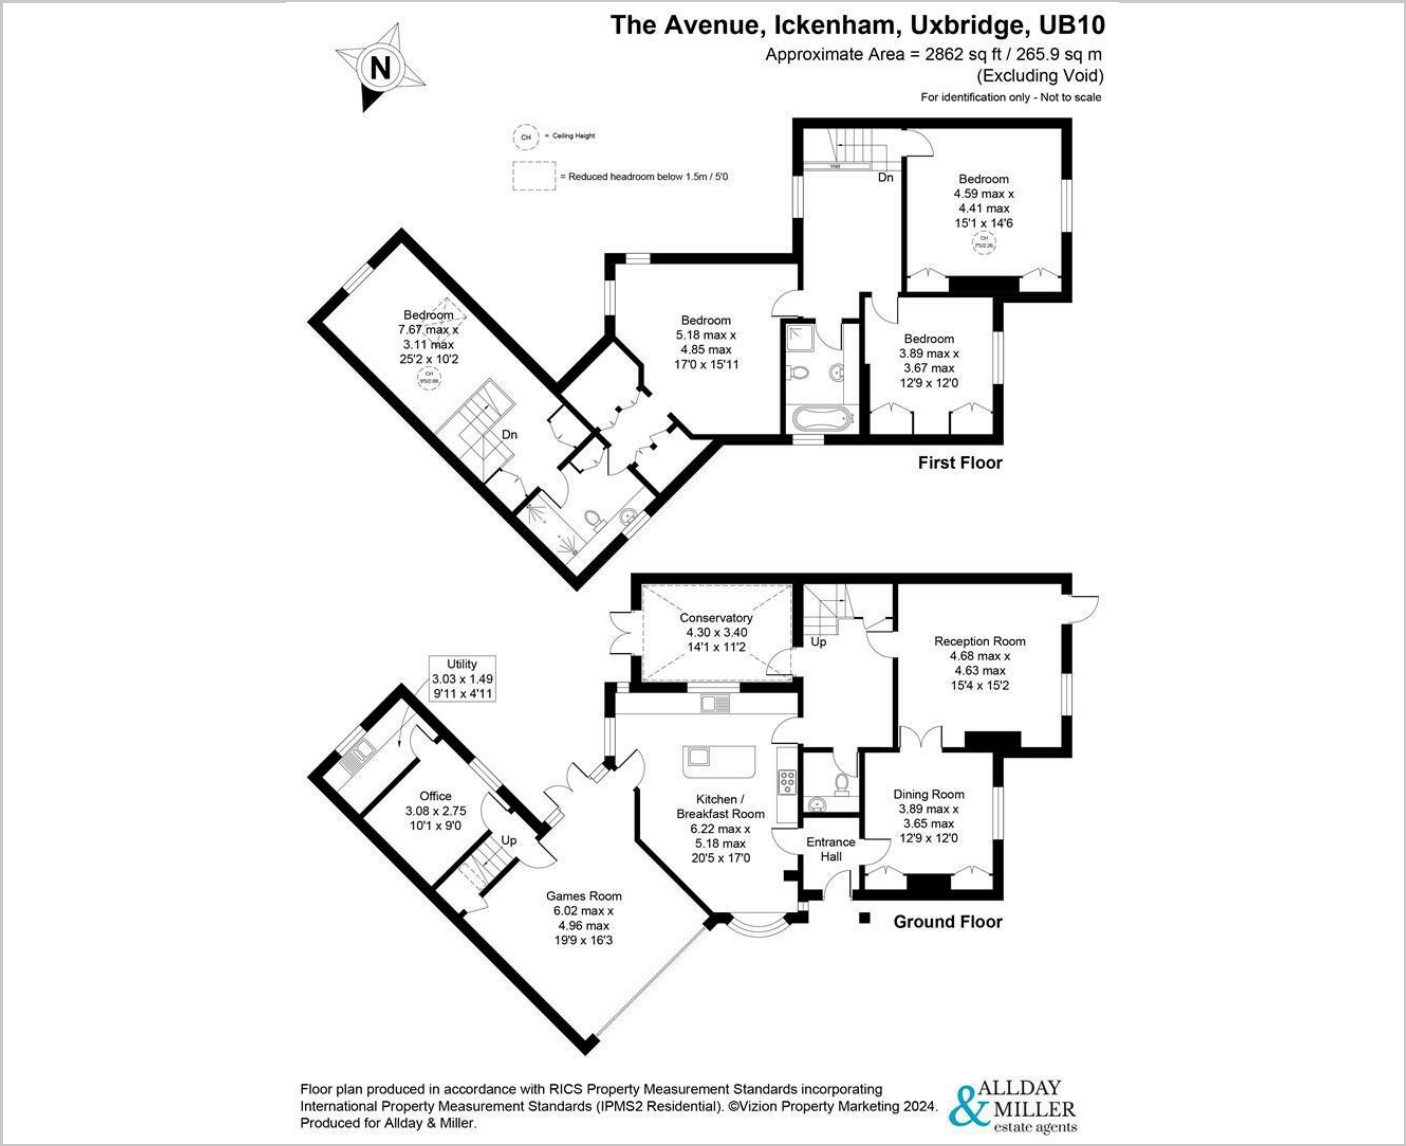 The Avenue, Ickenham, Uxbridge, UB10
Approximate Area = 2862 sq ft / 265.9 sq m
(Excluding Void)
For identification only - Not to scale
N
CH = Ceiling Height
= Reduced headroom below 1.5m / 5'0
Void
Dn
Bedroom
4.59 max x
4.41 max
15'1 x 14'6
CH
Bedroom
7.67 max x
3.11 max
25'2 x 10'2
CH
Dn
Bedroom
5.18 max x
4.85 max
17'0 x 15'11
Bedroom
3.89 max x
3.67 max
12'9 x 12'0
First Floor
Conservatory
4.30 x 3.40
14'1 x 11'2
Up
Reception Room
4.68 max x
4.63 max
15'4 x 15'2
Utility
3.03 x 1.49
9'11 x 4'11
Office
3.08 x 2.75
10'1 x 9'0
Up
Kitchen /
Breakfast Room
6.22 max x
5.18 max
20'5 x 17'0
Dining Room
3.89 max x
3.65 max
12'9 x 12'0
Entrance
Hall
Games Room
6.02 max x
4.96 max
19'9 x 16'3
Ground Floor
Floor plan produced in accordance with RICS Property Measurement Standards incorporating
International Property Measurement Standards (IPMS2 Residential). ©Vizion Property Marketing 2024.
Produced for Allday & Miller.
ALLDAY
& MILLER
estate agents